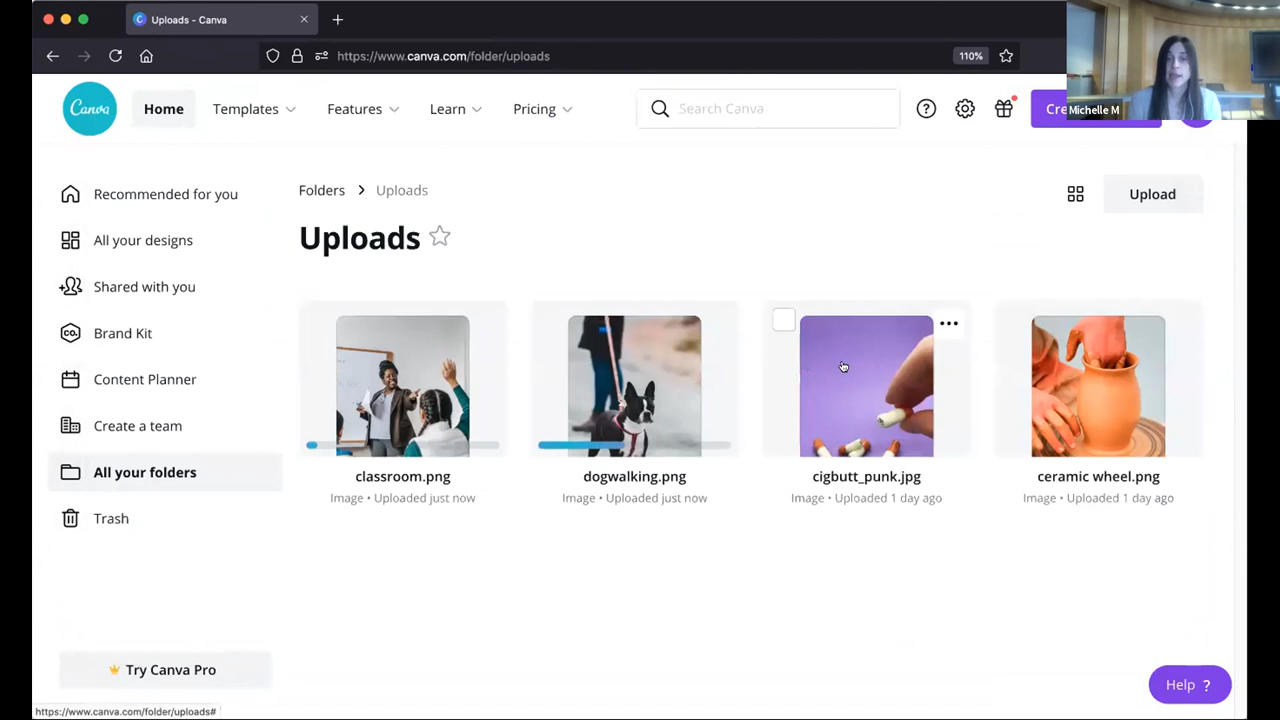 Uploads - Canva
https://www.canva.com/folder/uploads
110%
Michelle M
Canva
Home
Templates
Features
Learn
Pricing
Search Canva
Cre
Recommended for you
All your designs
Shared with you
Brand Kit
CO.
Content Planner
Create a team
All your folders
Trash
Try Canva Pro
Folders > Uploads
Upload
Uploads
classroom.png
Image • Uploaded just now
dogwalking.png
Image • Uploaded just now
cigbutt_punk.jpg
Image • Uploaded 1 day ago
ceramic wheel.png
Image • Uploaded 1 day ago
Help ?
https://www.canva.com/folder/uploads#